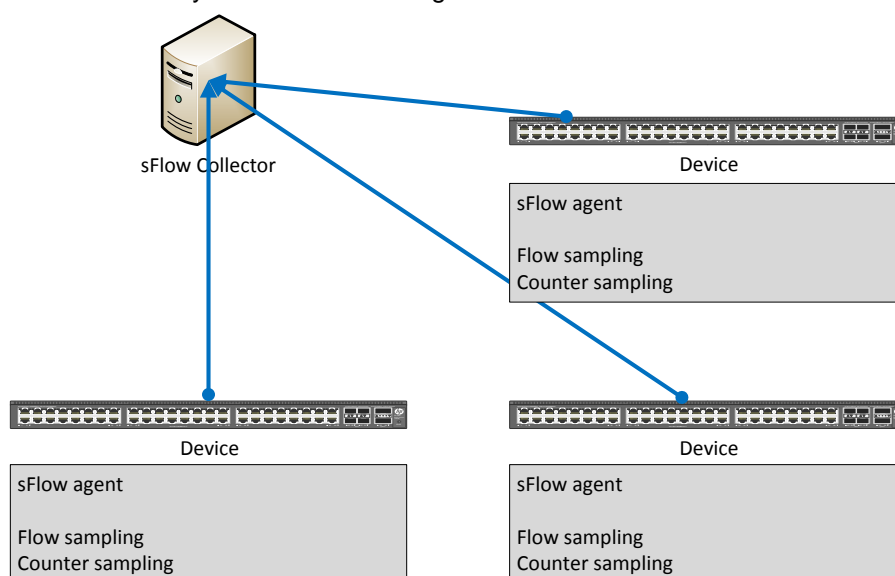 sFlow Collector
Device
sFlow agent
Flow sampling
Counter sampling
Device
sFlow agent
Flow sampling
Counter sampling
Device
sFlow agent
Flow sampling
Counter sampling